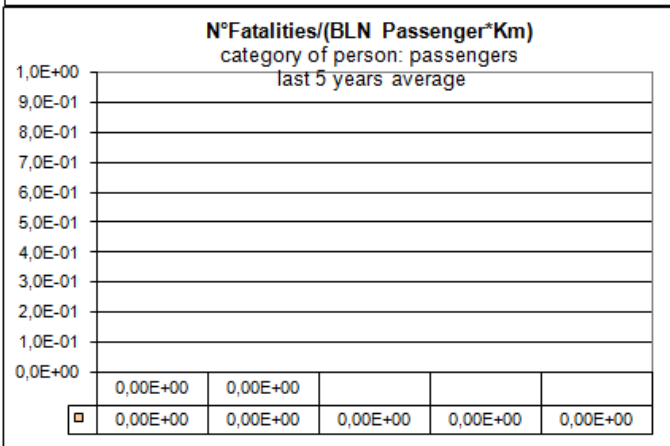 N°Fatalities/(BLN Passenger*Km)
category of person: passengers
last 5 years average
1,0E+00
9,0E-01
8,0E-01
7,0E-01
6,0E-01
5,0E-01
4,0E-01
3,0E-01
2,0E-01
1,0E-01
0,0E+00
0,00E+00 0,00E+00
0,00E+00 0,00E+00 0,00E+00 0,00E+00 0,00E+00